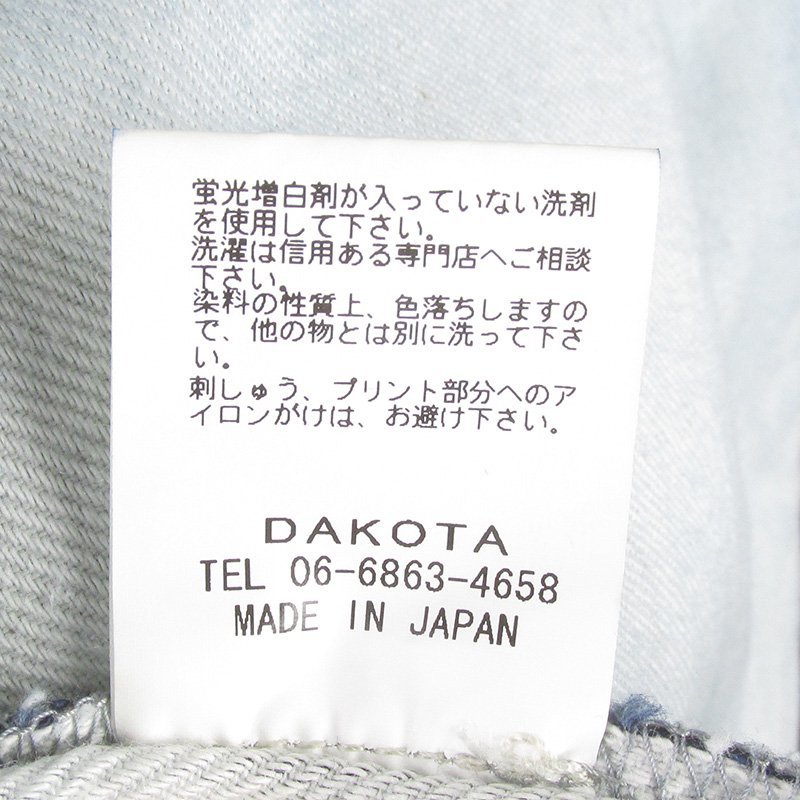 蛍光増白剤が入っていない洗剤
を使用して下さい。
洗濯は信用ある専門店へご相談
下さい。
染料の性質上、色落ちしますの
で、他の物とは別に洗って下さ
い。
刺しゅう、プリント部分へのア
イロンがけは、お避け下さい。
DAKOTA
TEL 06-6863-4658
MADE IN JAPAN